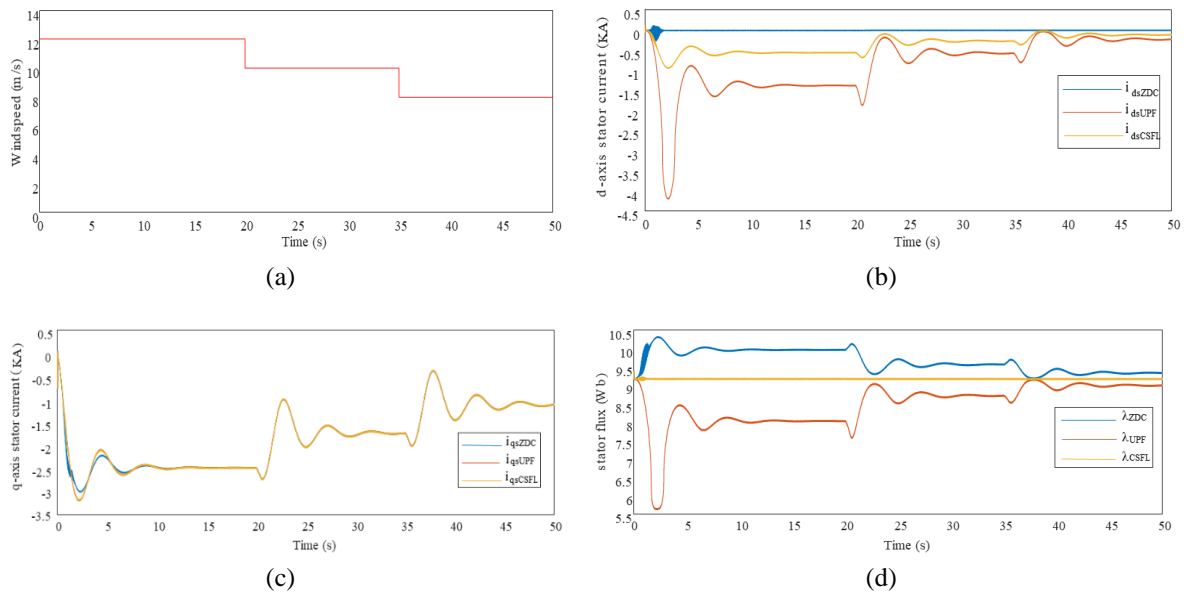 14
12
10
8
6
4
2
0
Windspeed (m/s)
0 5 10 15 20 25 30 35 40 45 50
Time (s)
(a)
0.5
0
-0.5
-1
-1.5
-2
-2.5
-3
-3.5
-4
-4.5
d-axis stator current (KA)
i dsZDC
i dsUPF
i dsCSFL
0 5 10 15 20 25 30 35 40 45 50
Time (s)
(b)
0.5
0
-0.5
-1
-1.5
-2
-2.5
-3
-3.5
q-axis stator current (KA)
i qsZDC
i qsUPF
i qsCSFL
0 5 10 15 20 25 30 35 40 45 50
Time (s)
(c)
10.5
10
9.5
9
8.5
8
7.5
7
6.5
6
5.5
stator flux (Wb)
λZDC
λUPF
λCSFL
0 5 10 15 20 25 30 35 40 45 50
Time (s)
(d)